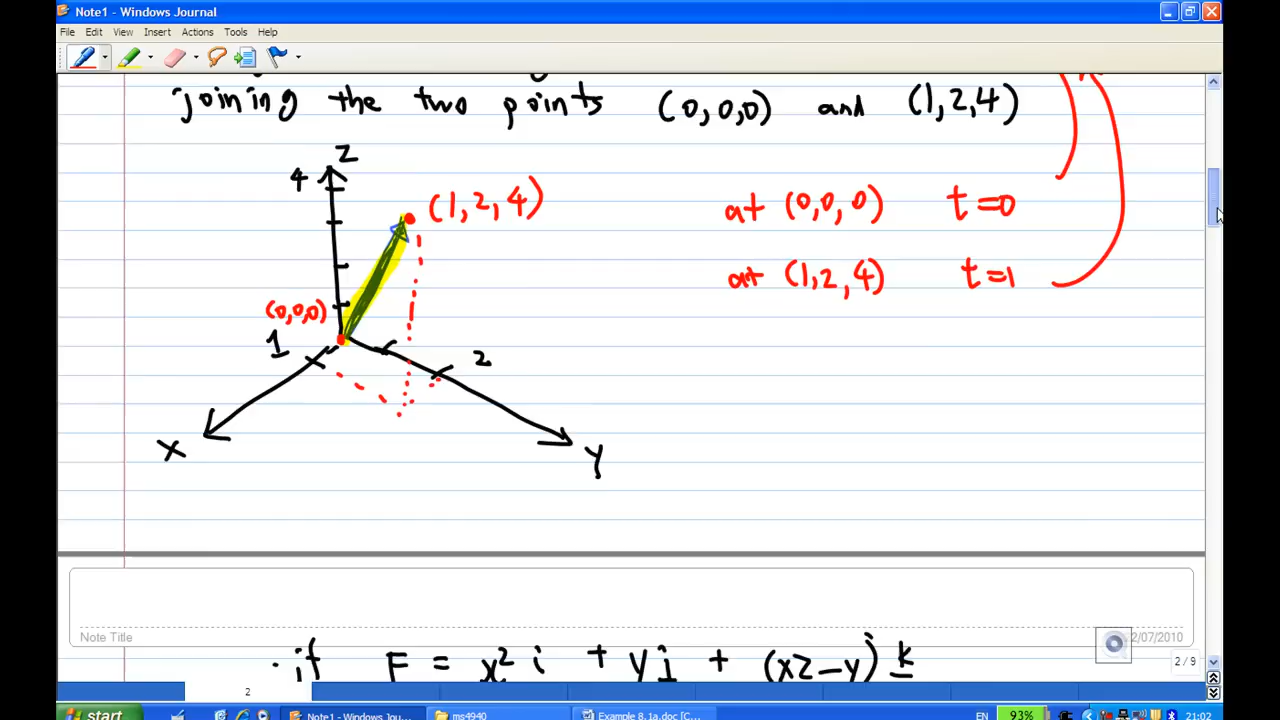 Note1 - Windows Journal
File Edit View Insert Actions Tools Help
joining the two points (0,0,0) and (1,2,4)
Z
4
(1,2,4)
at (0,0,0) t=0
at (1,2,4) t=1
(0,0,0)
1
2
X
Y
Note Title
2/07/2010
.if F = x² i + y j + (xz-y) k
2 / 9
2
start
Note1 - Windows Jou...
ms4940
Example 8.1a.doc [C...
EN
93%
21:02